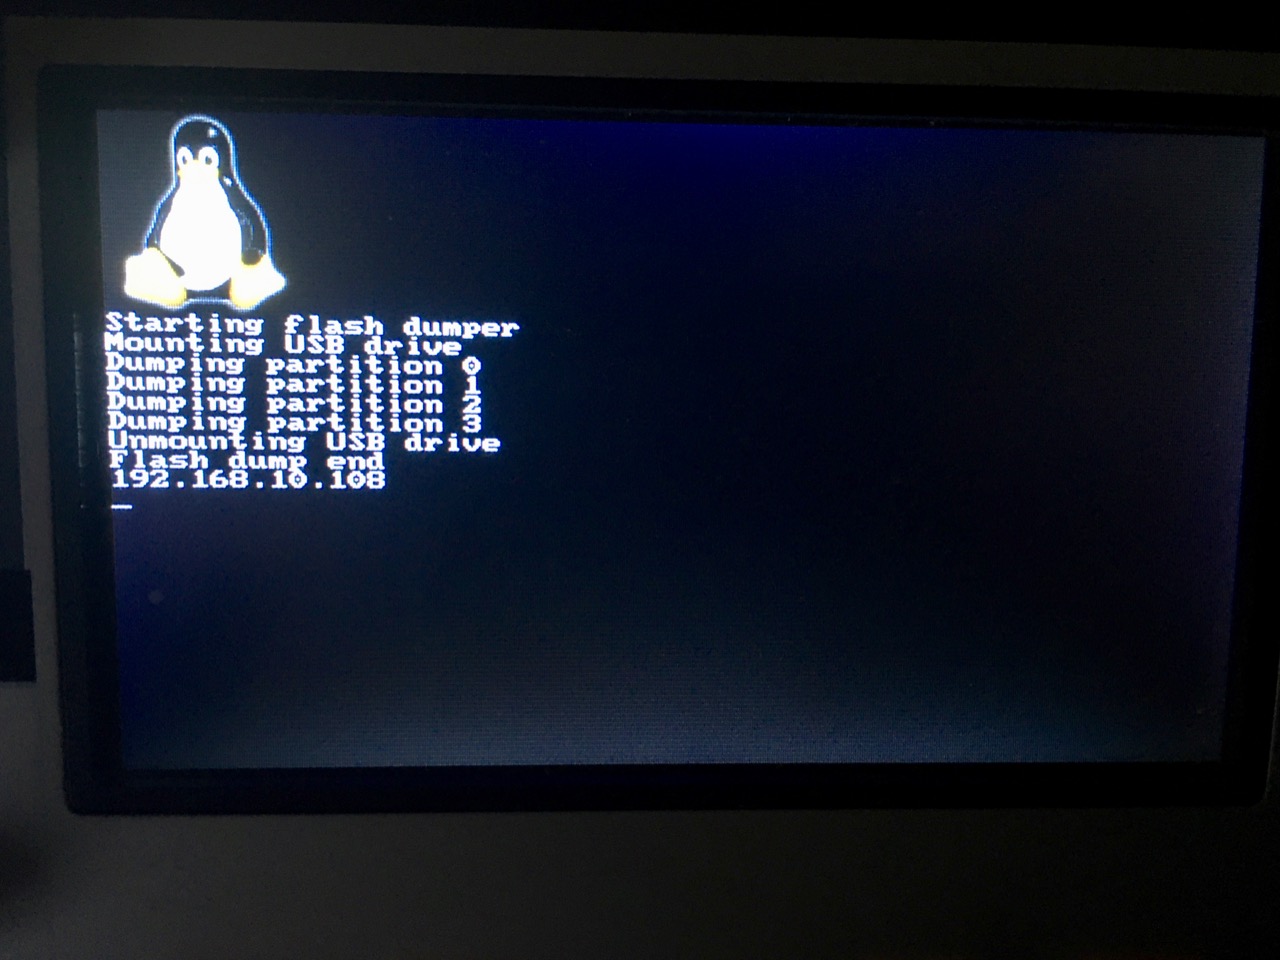 Starting flash dumper
Mounting USB drive
Dumping partition 0
Dumping partition 1
Dumping partition 2
Dumping partition 3
Unmounting USB drive
Flash dump end
192.168.10.108